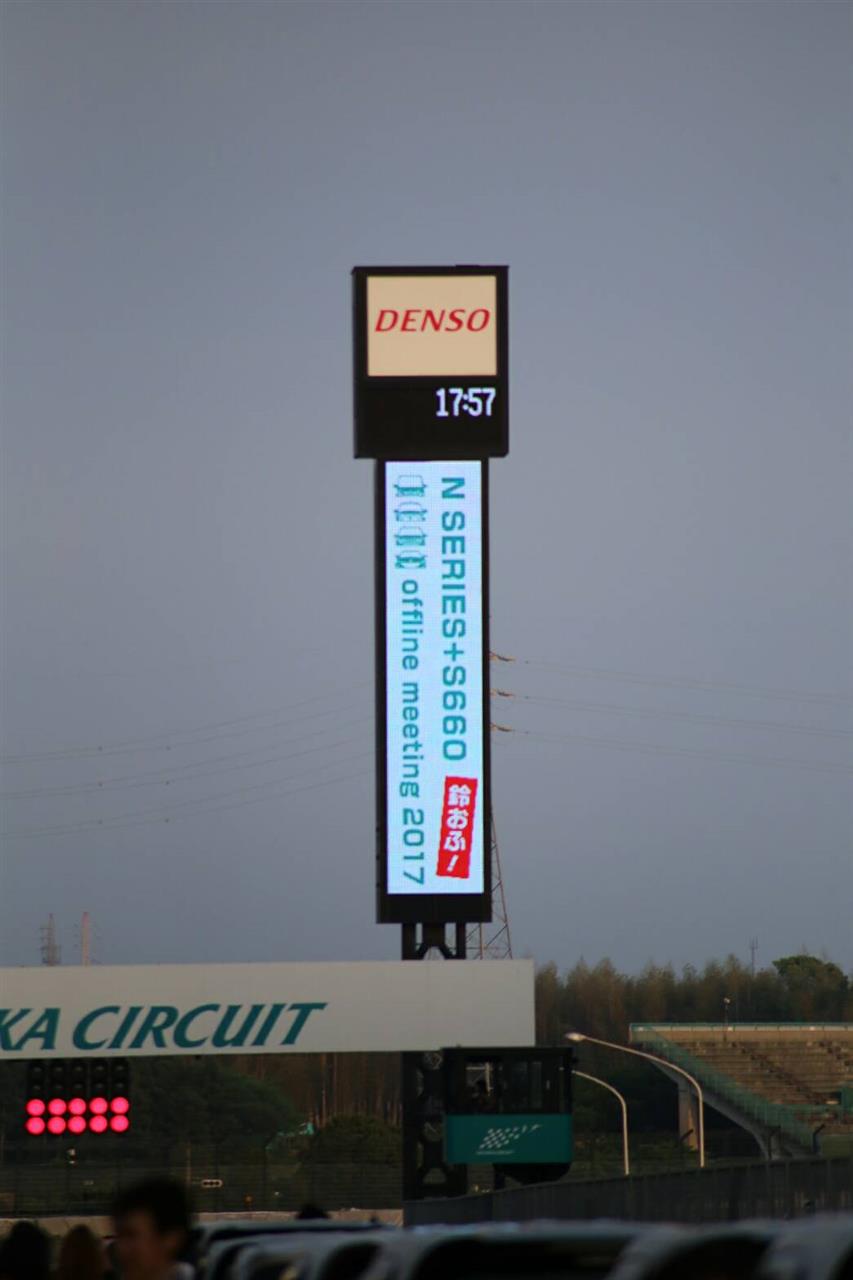 DENSO
17:57
N SERIES+S660
鈴おふ!
offline meeting 2017
KA CIRCUIT